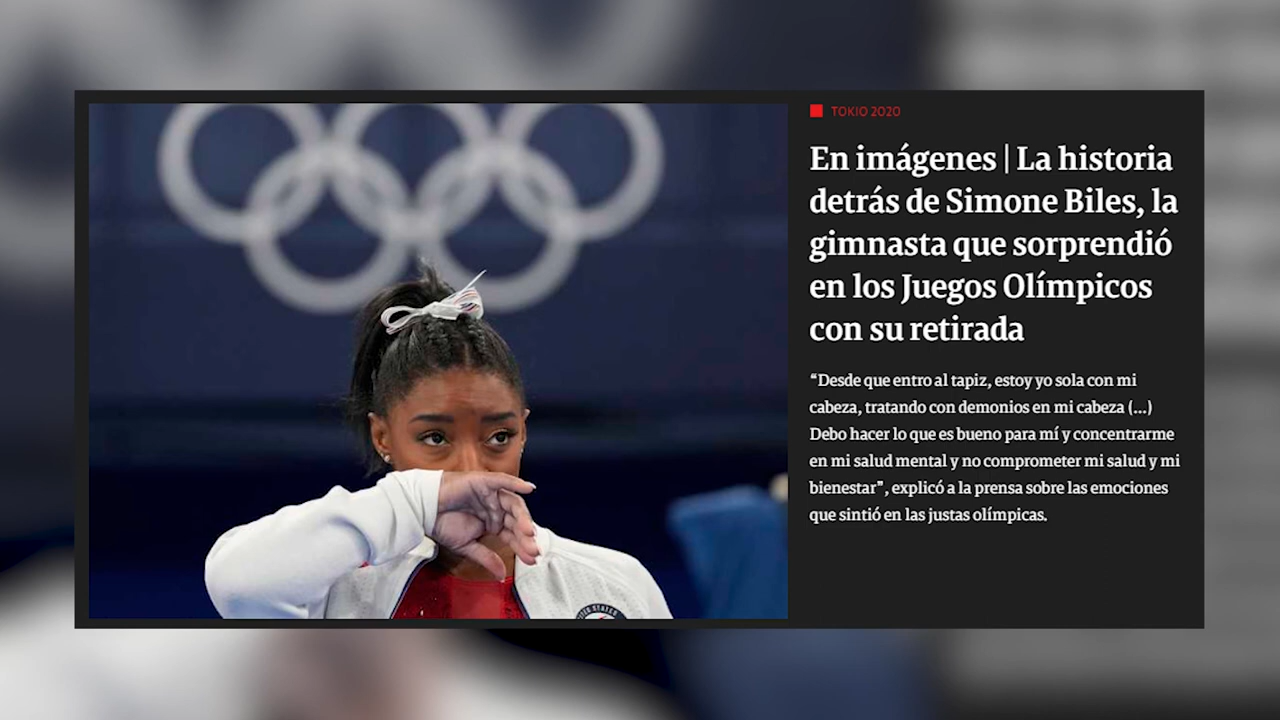 TOKIO 2020
En imágenes | La historia
detrás de Simone Biles, la
gimnasta que sorprendió
en los Juegos Olímpicos
con su retirada
“Desde que entro al tapiz, estoy yo sola con mi
cabeza, tratando con demonios en mi cabeza (...)
Debo hacer lo que es bueno para mí y concentrarme
en mi salud mental y no comprometer mi salud y mi
bienestar”, explicó a la prensa sobre las emociones
que sintió en las justas olímpicas.
UNITED STATES